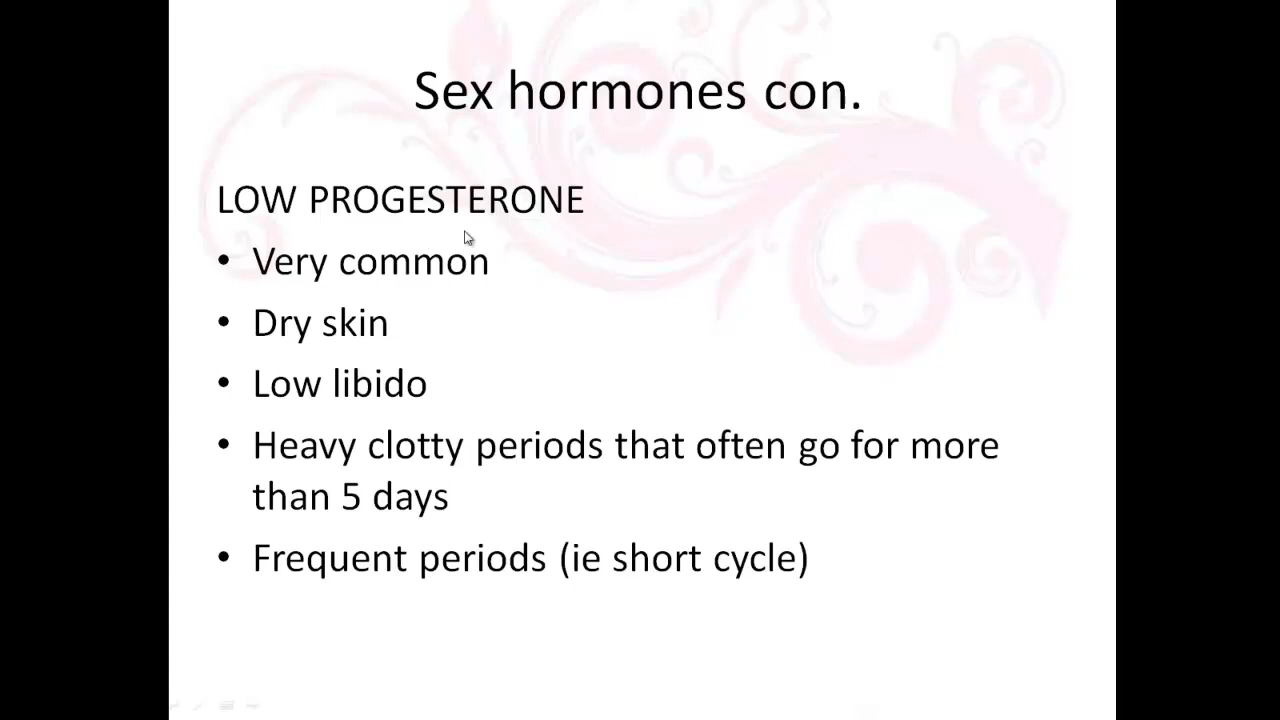 Sex hormones con.
LOW PROGESTERONE
• Very common
• Dry skin
• Low libido
• Heavy clotty periods that often go for more
than 5 days
• Frequent periods (ie short cycle)